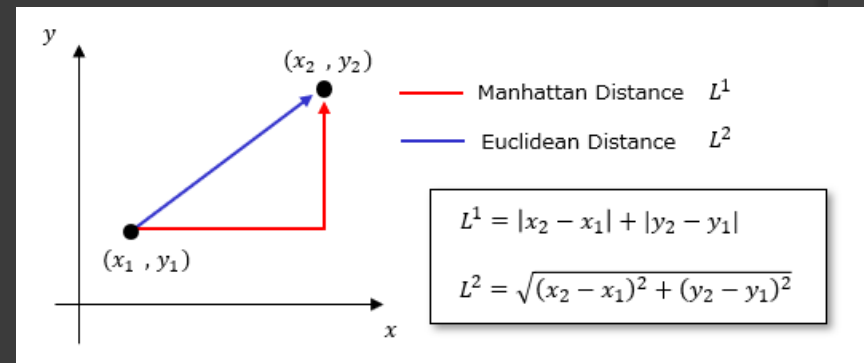 y
(x₂ , y₂)
Manhattan Distance L¹
Euclidean Distance L²
L¹ = |x₂ − x₁| + |y₂ − y₁|
(x₁ , y₁)
L² = √(x₂ − x₁)² + (y₂ − y₁)²
x